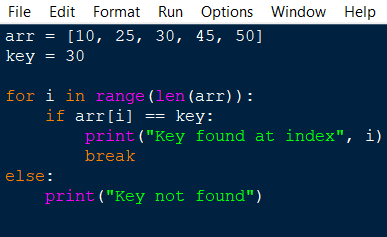 File Edit Format Run Options Window Help
arr = [10, 25, 30, 45, 50]
key = 30

for i in range(len(arr)):
    if arr[i] == key:
        print("Key found at index", i)
        break
else:
    print("Key not found")